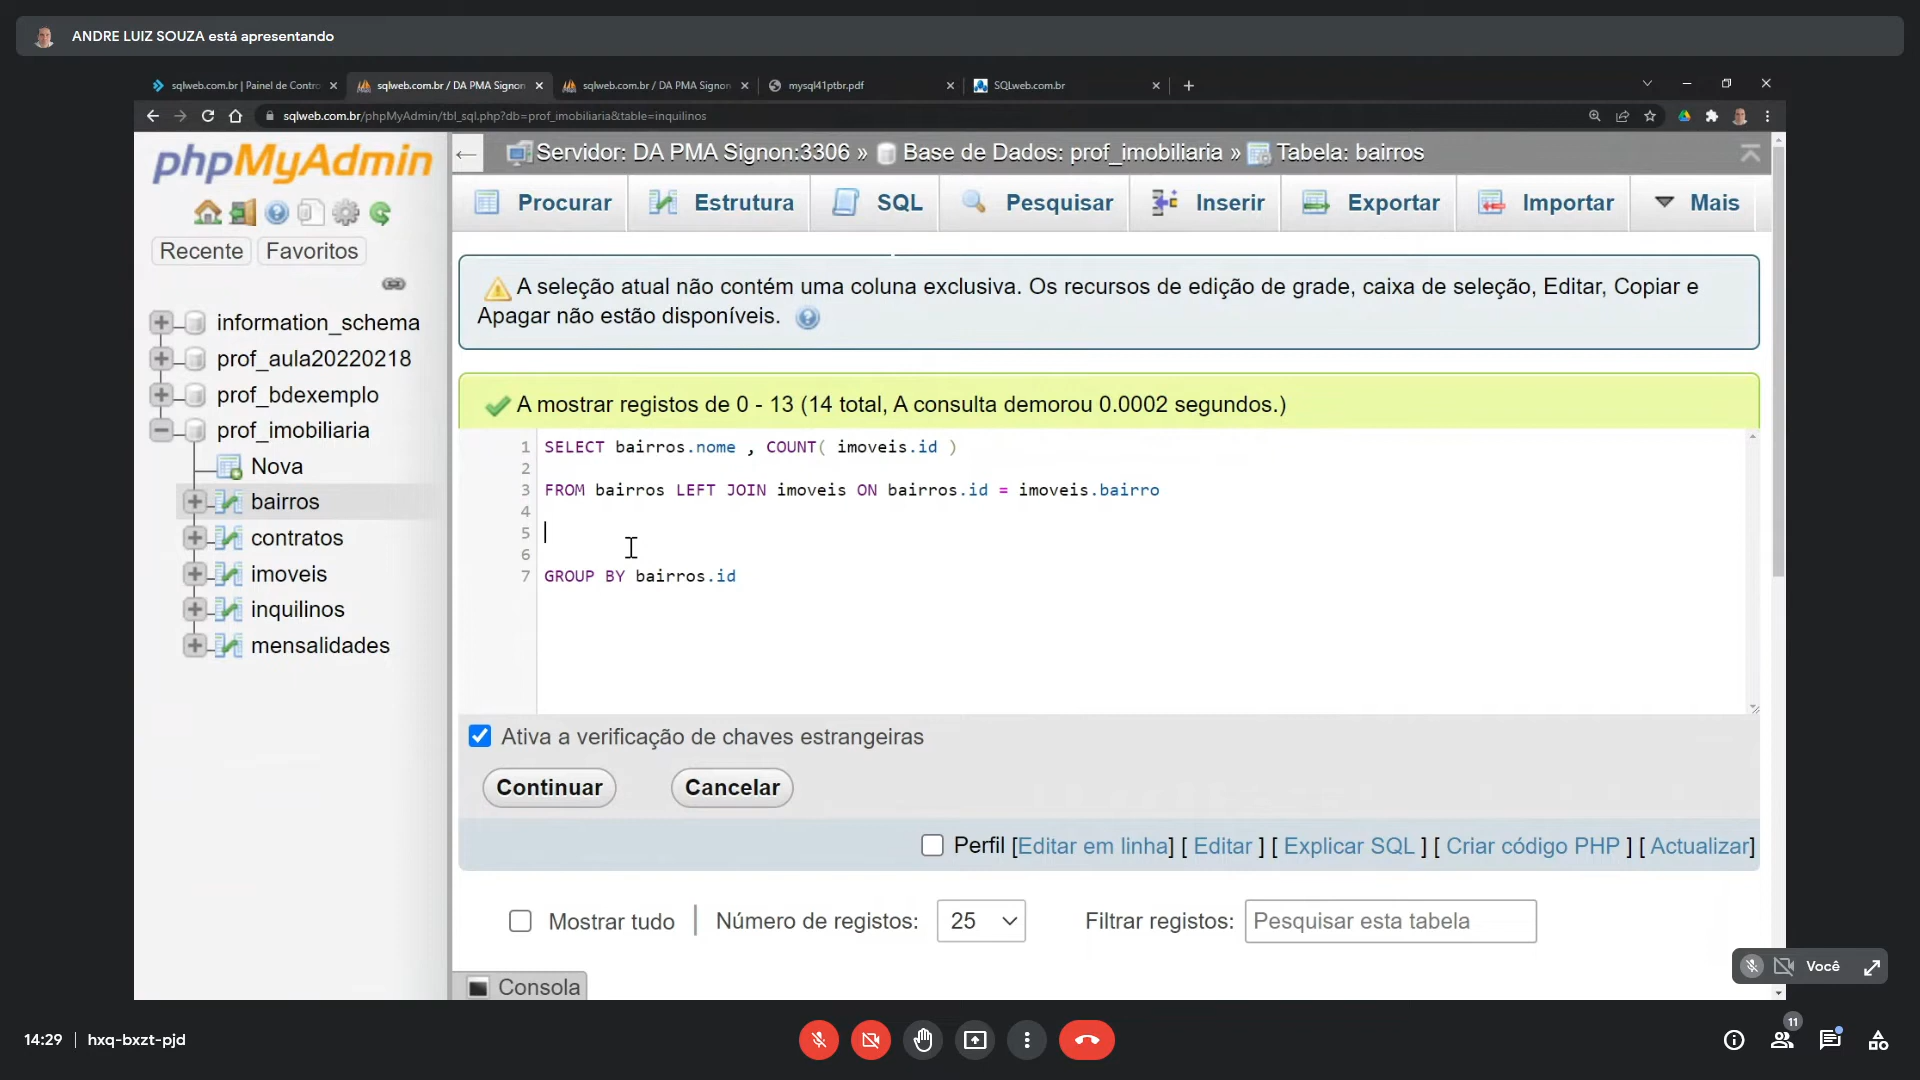 ANDRE LUIZ SOUZA está apresentando
sqlweb.com.br | Painel de Contro
sqlweb.com.br / DA PMA Signon
sqlweb.com.br / DA PMA Signon
mysql41ptbr.pdf
SQLweb.com.br
sqlweb.com.br/phpMyAdmin/tbl_sql.php?db=prof_imobiliaria&table=inquilinos
phpMyAdmin
Recente
Favoritos
information_schema
prof_aula20220218
prof_bdexemplo
prof_imobiliaria
Nova
bairros
contratos
imoveis
inquilinos
mensalidades
Servidor: DA PMA Signon:3306 » Base de Dados: prof_imobiliaria » Tabela: bairros
Procurar
Estrutura
SQL
Pesquisar
Inserir
Exportar
Importar
Mais
A seleção atual não contém uma coluna exclusiva. Os recursos de edição de grade, caixa de seleção, Editar, Copiar e
Apagar não estão disponíveis.
A mostrar registos de 0 - 13 (14 total, A consulta demorou 0.0002 segundos.)
1 SELECT bairros.nome , COUNT( imoveis.id )
2
3 FROM bairros LEFT JOIN imoveis ON bairros.id = imoveis.bairro
4
5
6
7 GROUP BY bairros.id
Ativa a verificação de chaves estrangeiras
Continuar
Cancelar
Perfil [Editar em linha] [ Editar ] [ Explicar SQL ] [ Criar código PHP ] [ Actualizar]
Mostrar tudo | Número de registos: 25 Filtrar registos: Pesquisar esta tabela
Consola
Você
14:29 | hxq-bxzt-pjd
11